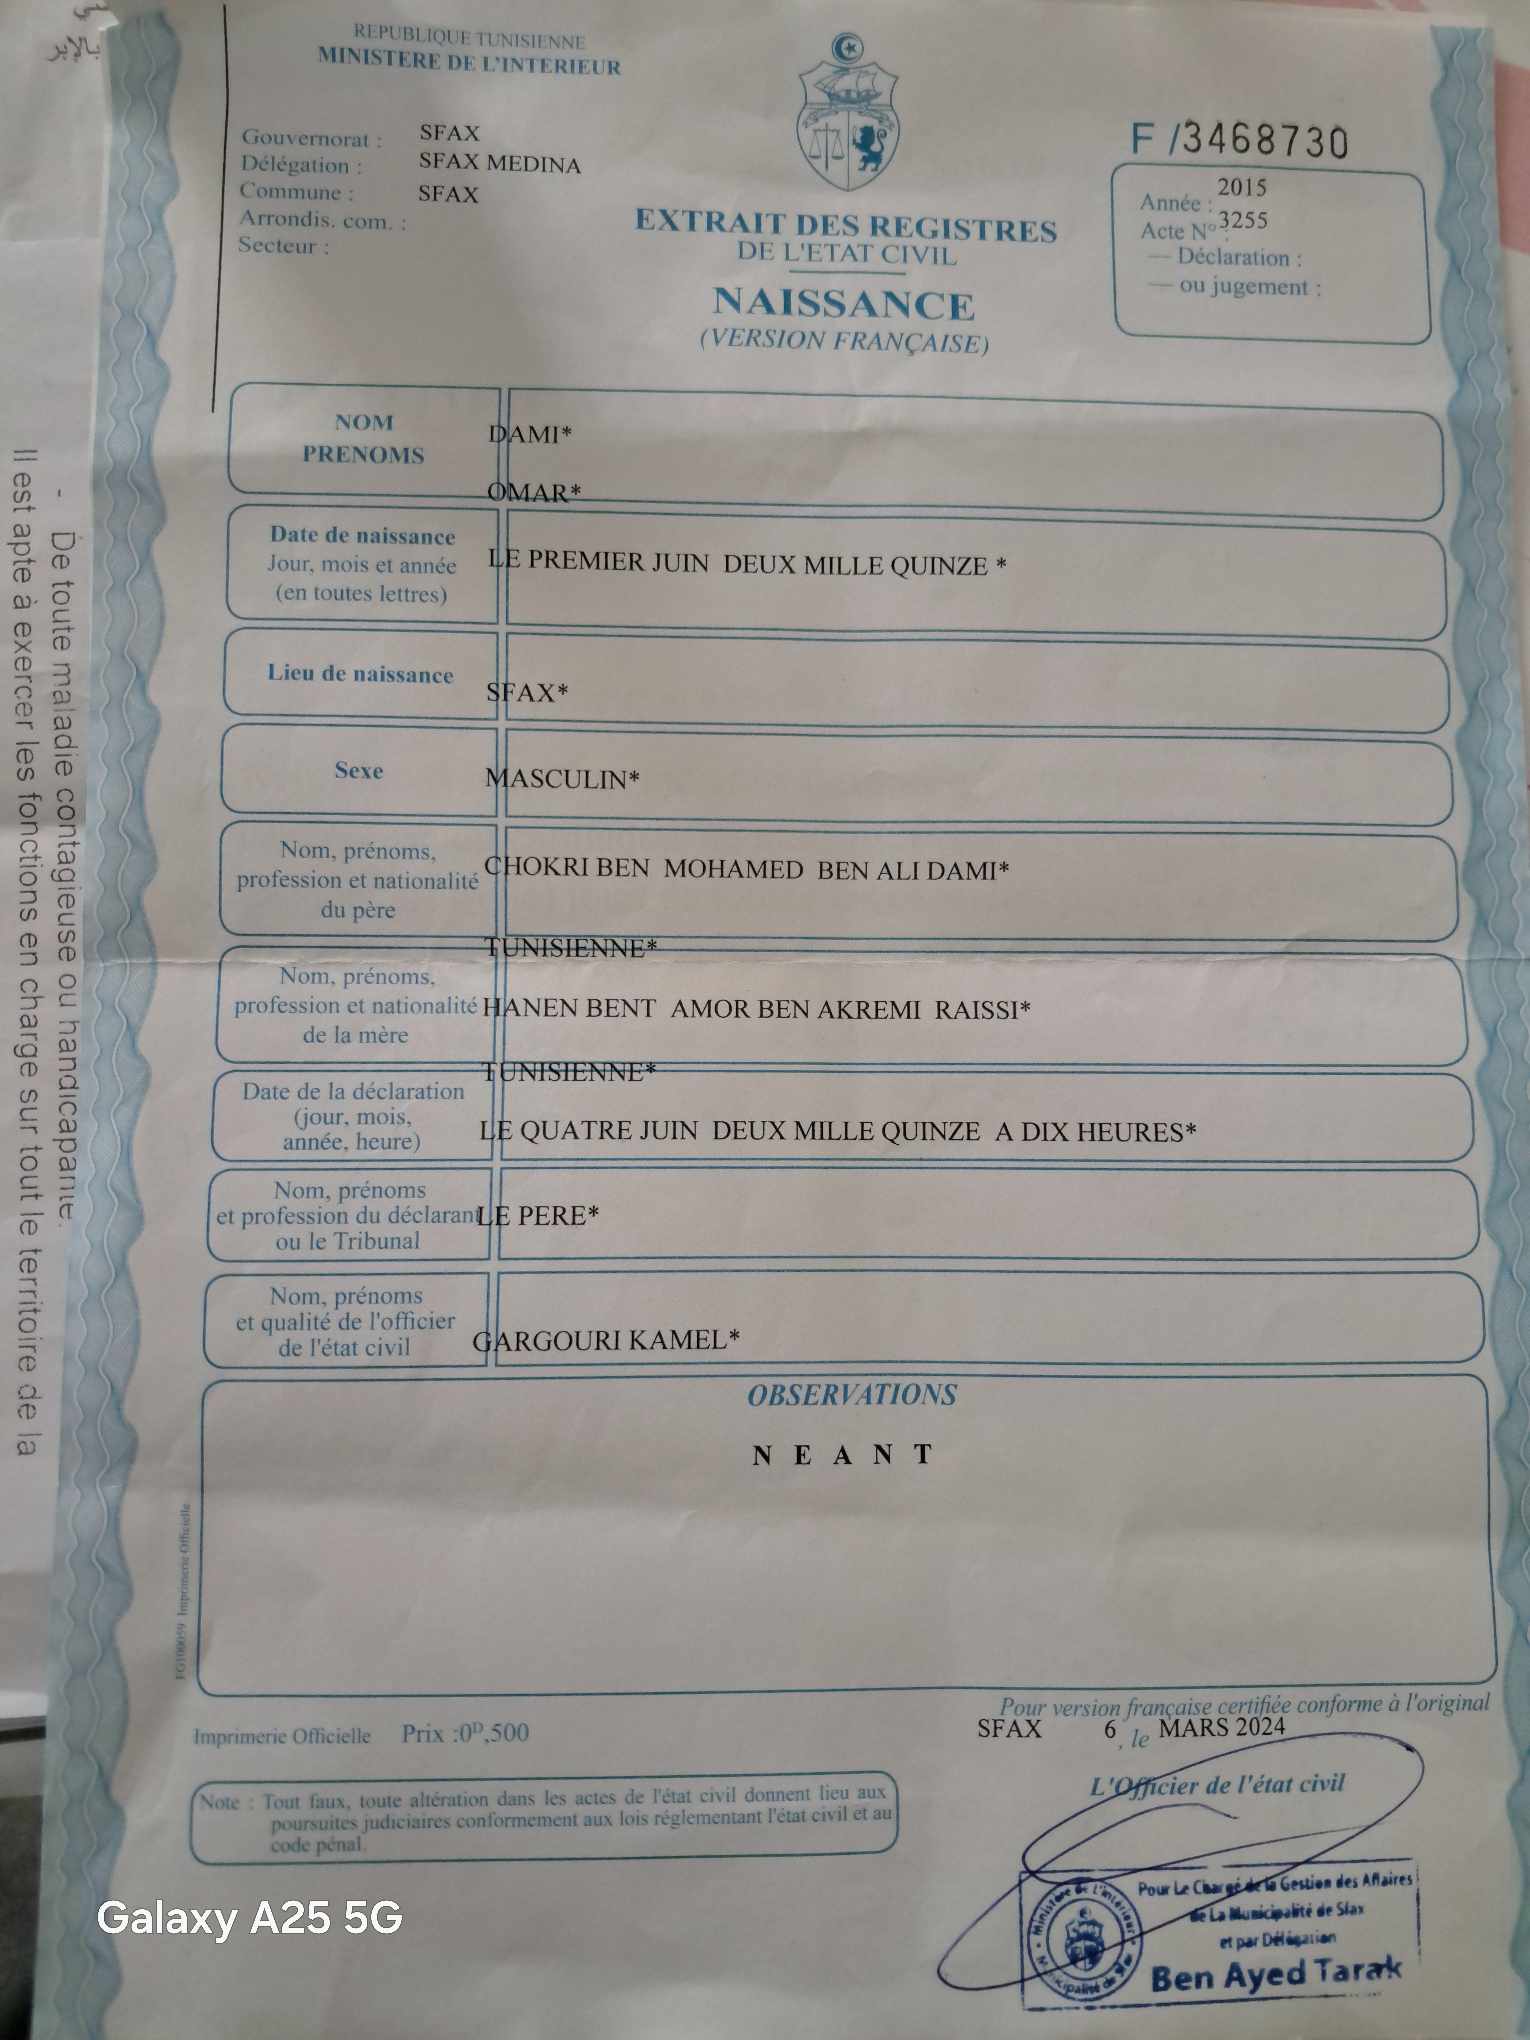 REPUBLIQUE TUNISIENNE
MINISTERE DE L'INTERIEUR
Gouvernorat : SFAX
Délégation : SFAX MEDINA
Commune : SFAX
Arrondis. com. :
Secteur :
F /3468730
Année : 2015
Acte N° : 3255
— Déclaration :
— ou jugement :
EXTRAIT DES REGISTRES
DE L'ETAT CIVIL
NAISSANCE
(VERSION FRANÇAISE)
NOM
PRENOMS
DAMI*
OMAR*
Date de naissance
Jour, mois et année
(en toutes lettres)
LE PREMIER JUIN DEUX MILLE QUINZE *
Lieu de naissance
SFAX*
Sexe
MASCULIN*
Nom, prénoms,
profession et nationalité
du père
CHOKRI BEN MOHAMED BEN ALI DAMI*
TUNISIENNE*
Nom, prénoms,
profession et nationalité
de la mère
HANEN BENT AMOR BEN AKREMI RAISSI*
TUNISIENNE*
Date de la déclaration
(jour, mois,
année, heure)
LE QUATRE JUIN DEUX MILLE QUINZE A DIX HEURES*
Nom, prénoms
et profession du déclarant
ou le Tribunal
LE PERE*
Nom, prénoms
et qualité de l'officier
de l'état civil
GARGOURI KAMEL*
OBSERVATIONS
N E A N T
FG100059 Imprimerie Officielle
Pour version française certifiée conforme à l'original
SFAX 6 , le MARS 2024
L'Officier de l'état civil
Imprimerie Officielle Prix :0D,500
Note : Tout faux, toute altération dans les actes de l'état civil donnent lieu aux
poursuites judiciaires conformement aux lois réglementant l'état civil et au
code pénal.
Pour Le Chargé de la Gestion des Affaires
de La Municipalité de Sfax
et par Délégation
Ben Ayed Tarak
Ministère de L'intérieur
Municipalité de Sfax
- De toute maladie contagieuse ou handicapante.
Il est apte à exercer les fonctions en charge sur tout le territoire de la
Galaxy A25 5G